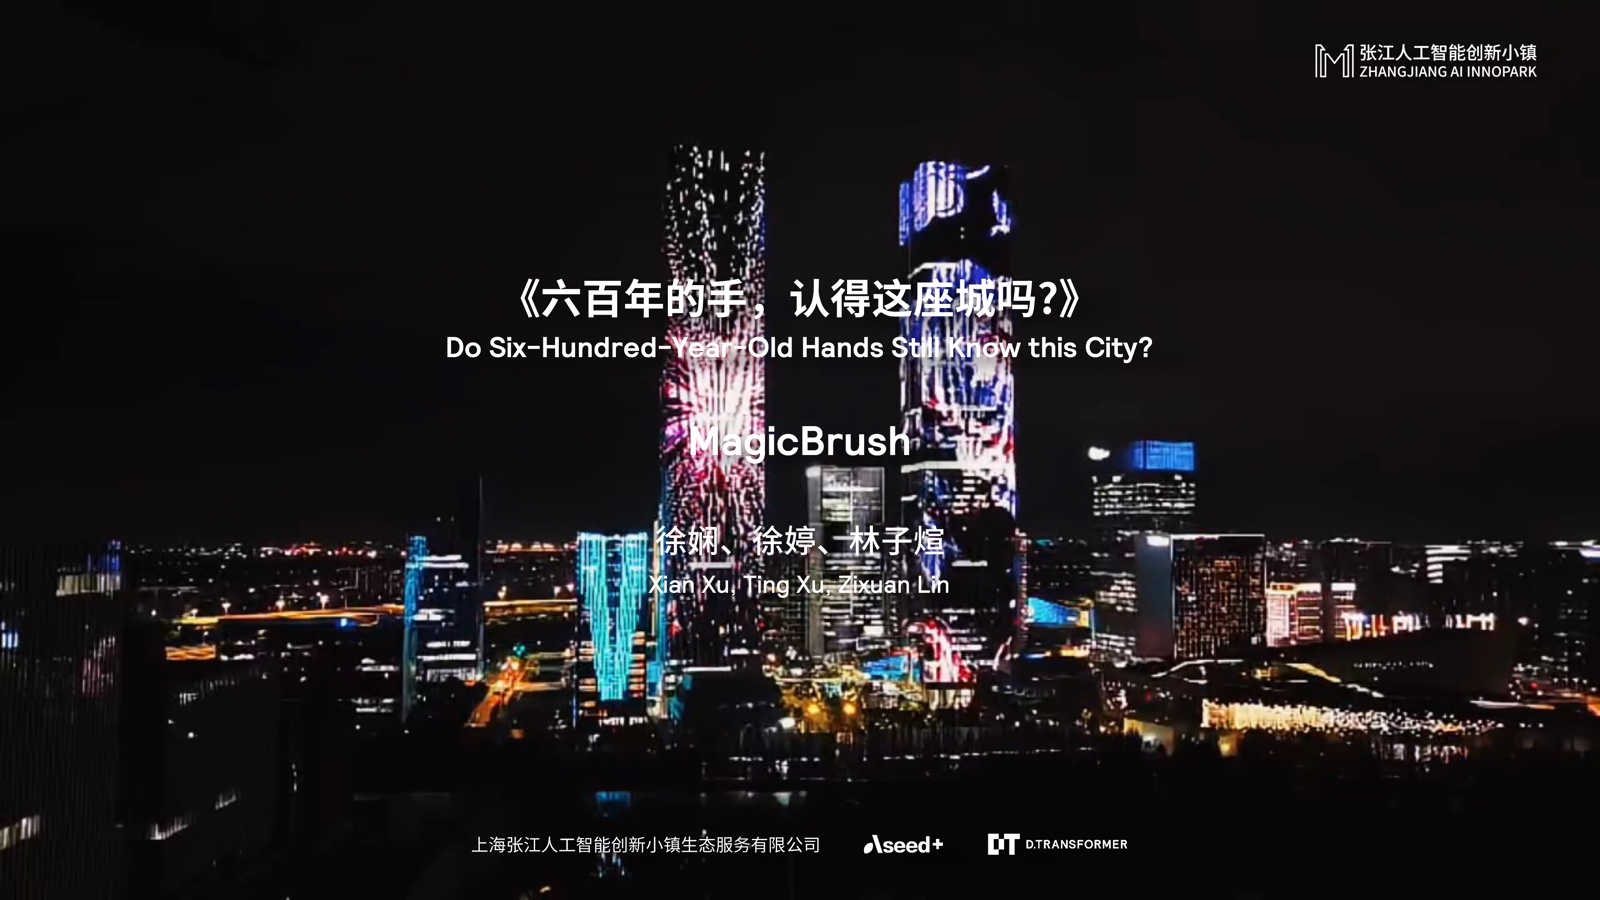 张江人工智能创新小镇
ZHANGJIANG AI INNOPARK
《六百年的手，认得这座城吗?》
Do Six-Hundred-Year-Old Hands Still Know this City?
MagicBrush
徐娴、徐婷、林子煊
Xian Xu, Ting Xu, Zixuan Lin
上海张江人工智能创新小镇生态服务有限公司
Aseed+
DT D.TRANSFORMER